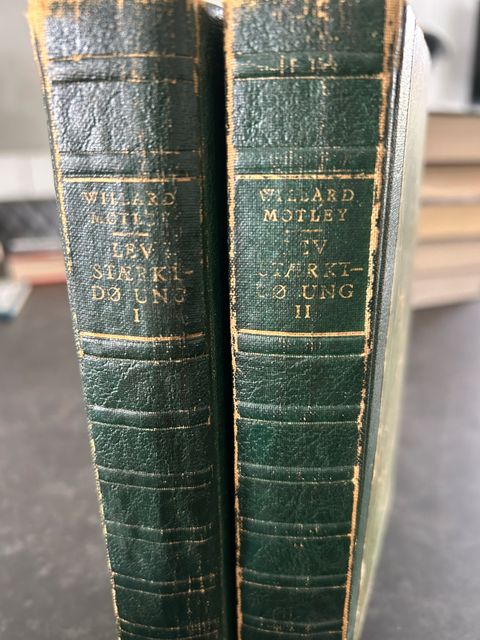 WILLARD
MOTLEY
LEV
STÆRKT-
DØ UNG
I
WILLARD
MOTLEY
LEV
STÆRKT-
DØ UNG
II